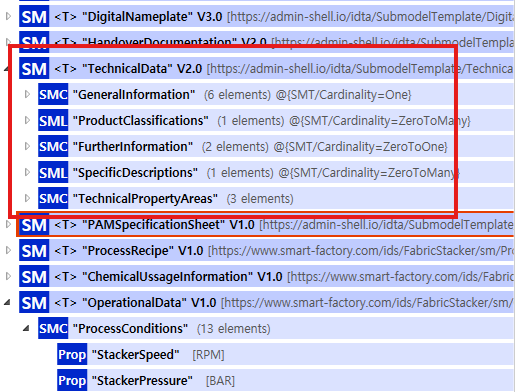 SM <T> "DigitalNameplate" V3.0 [https://admin-shell.io/idta/SubmodelTemplate/Digita
SM <T> "HandoverDocumentation" V2.0 [https://admin-shell.io/idta/SubmodelTempla
SM <T> "TechnicalData" V2.0 [https://admin-shell.io/idta/SubmodelTemplate/Technica
SMC "GeneralInformation" (6 elements) @{SMT/Cardinality=One}
SML "ProductClassifications" (1 elements) @{SMT/Cardinality=ZeroToMany}
SMC "FurtherInformation" (2 elements) @{SMT/Cardinality=ZeroToOne}
SML "SpecificDescriptions" (1 elements) @{SMT/Cardinality=ZeroToMany}
SMC "TechnicalPropertyAreas" (3 elements)
SM <T> "PAMSpecificationSheet" V1.0 [https://admin-shell.io/idta/SubmodelTemplate
SM <T> "ProcessRecipe" V1.0 [https://www.smart-factory.com/ids/FabricStacker/sm/Pro
SM <T> "ChemicalUssageInformation" V1.0 [https://www.smart-factory.com/ids/Fab
SM <T> "OperationalData" V1.0 [https://www.smart-factory.com/ids/FabricStacker/sm/
SMC "ProcessConditions" (13 elements)
Prop "StackerSpeed" [RPM]
Prop "StackerPressure" [BAR]